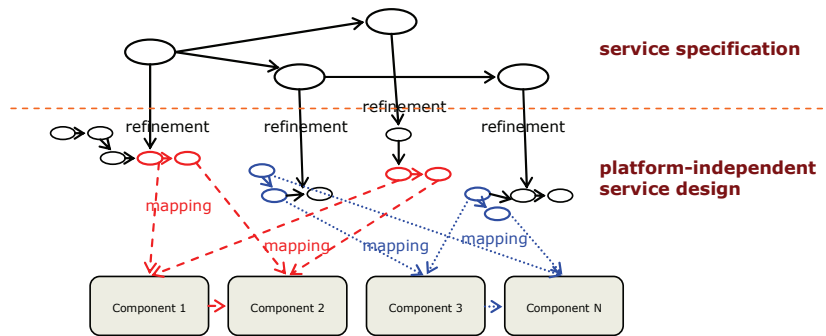 service specification
refinement
refinement
refinement
refinement
platform-independent
service design
mapping
mapping
mapping
mapping
Component 1
Component 2
Component 3
Component N